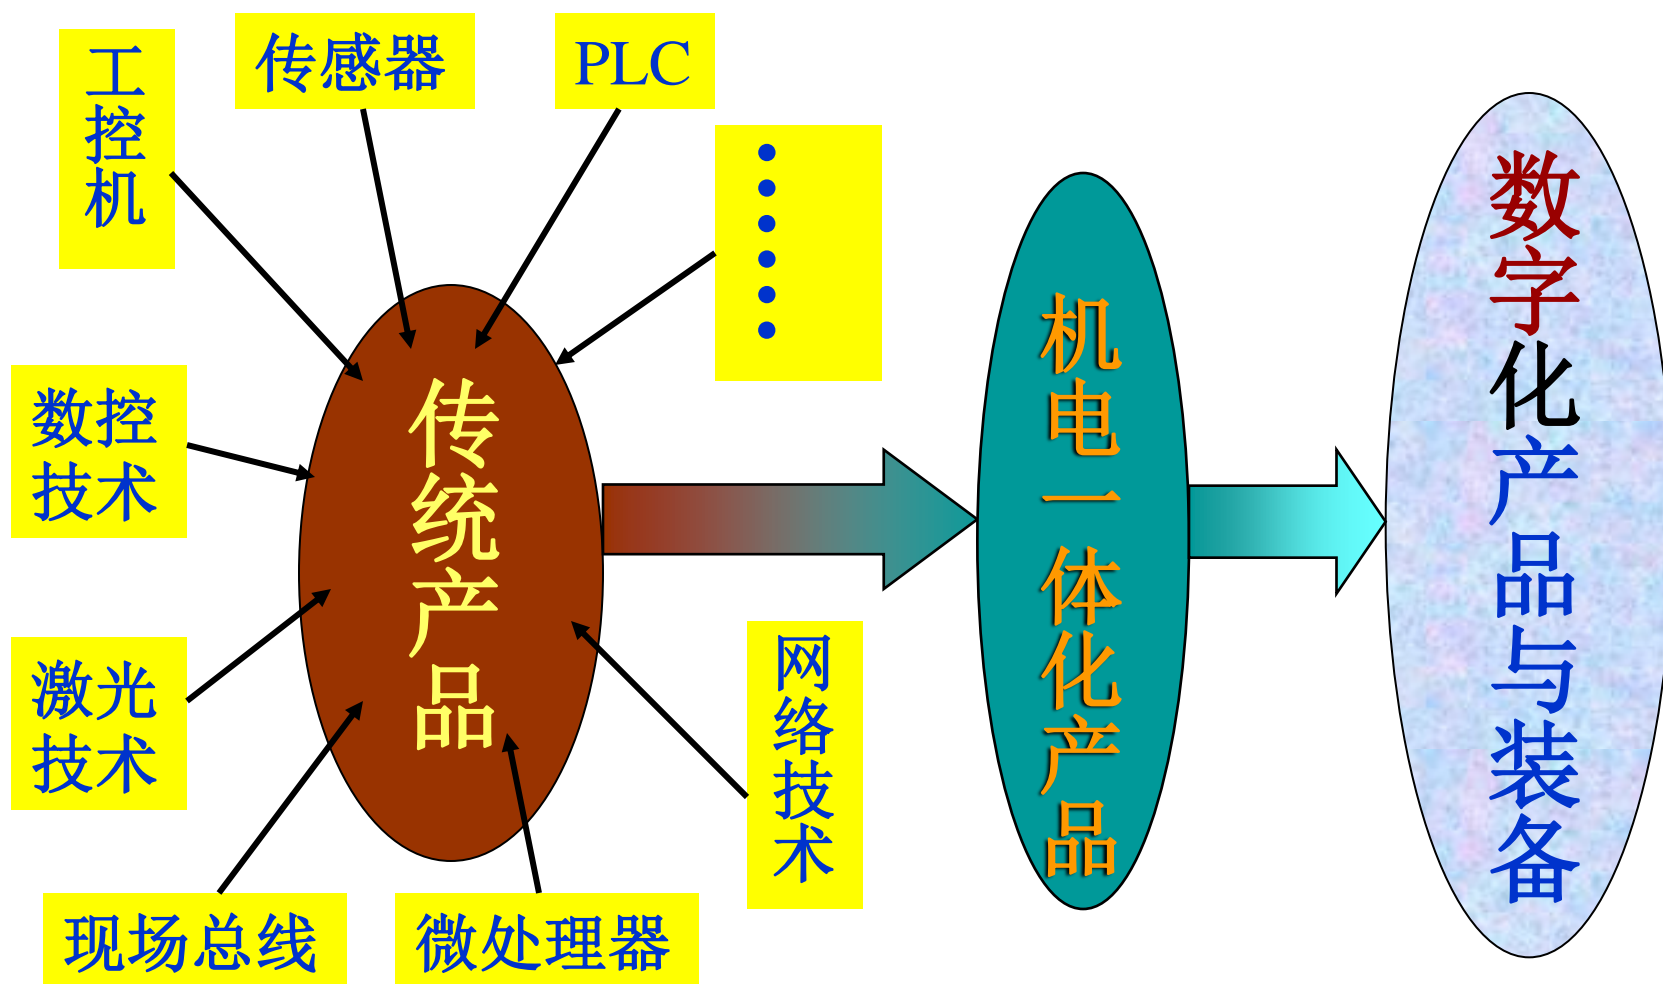 工控机
传感器
PLC
••••••
数控
技术
激光
技术
现场总线
微处理器
网络技术
传统产品
机电一体化产品
数字化产品与装备